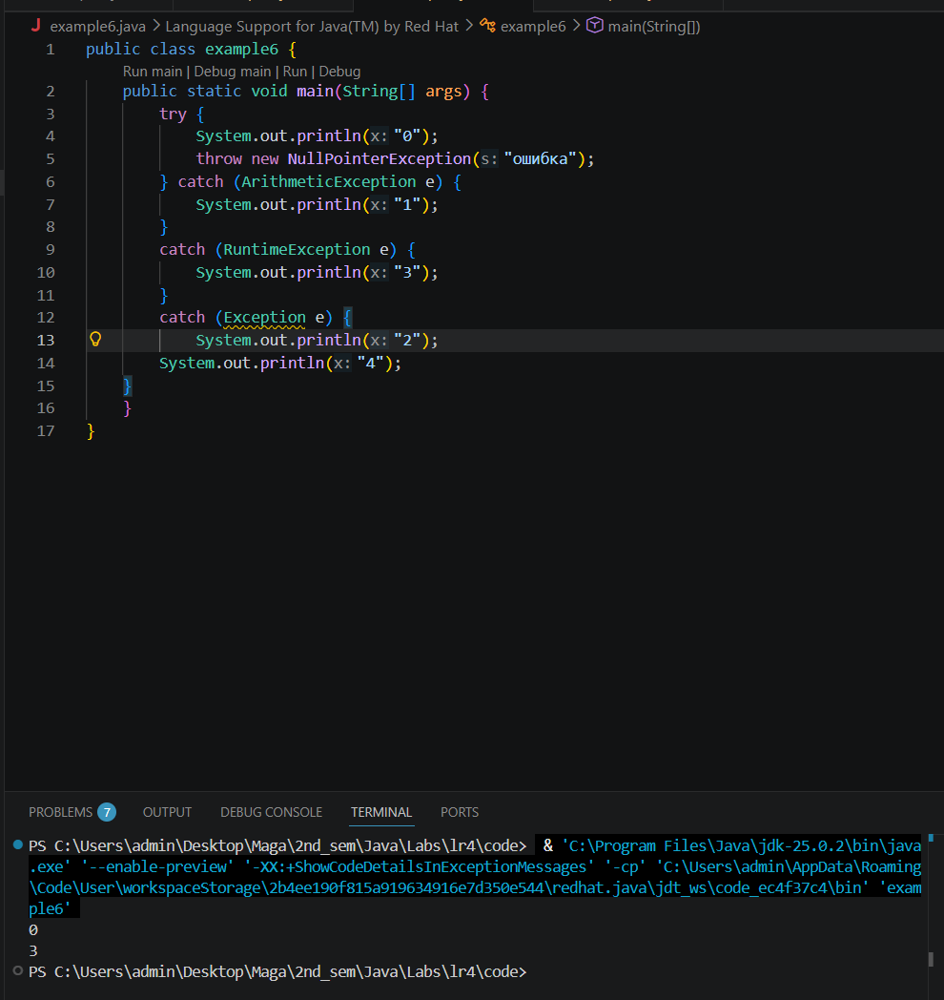 example6.java > Language Support for Java(TM) by Red Hat > example6 > main(String[])
1 public class example6 {
Run main | Debug main | Run | Debug
2 public static void main(String[] args) {
3 try {
4 System.out.println(x: "0");
5 throw new NullPointerException(s: "ошибка");
6 } catch (ArithmeticException e) {
7 System.out.println(x: "1");
8 }
9 catch (RuntimeException e) {
10 System.out.println(x: "3");
11 }
12 catch (Exception e) {
13 System.out.println(x: "2");
14 System.out.println(x: "4");
15 }
16 }
17 }
PROBLEMS 7 OUTPUT DEBUG CONSOLE TERMINAL PORTS
PS C:\Users\admin\Desktop\Maga\2nd_sem\Java\Labs\lr4\code> & 'C:\Program Files\Java\jdk-25.0.2\bin\java
.exe' '--enable-preview' '-XX:+ShowCodeDetailsInExceptionMessages' '-cp' 'C:\Users\admin\AppData\Roaming
\Code\User\workspaceStorage\2b4ee190f815a919634916e7d350e544\redhat.java\jdt_ws\code_ec4f37c4\bin' 'exam
ple6'
0
3
PS C:\Users\admin\Desktop\Maga\2nd_sem\Java\Labs\lr4\code>